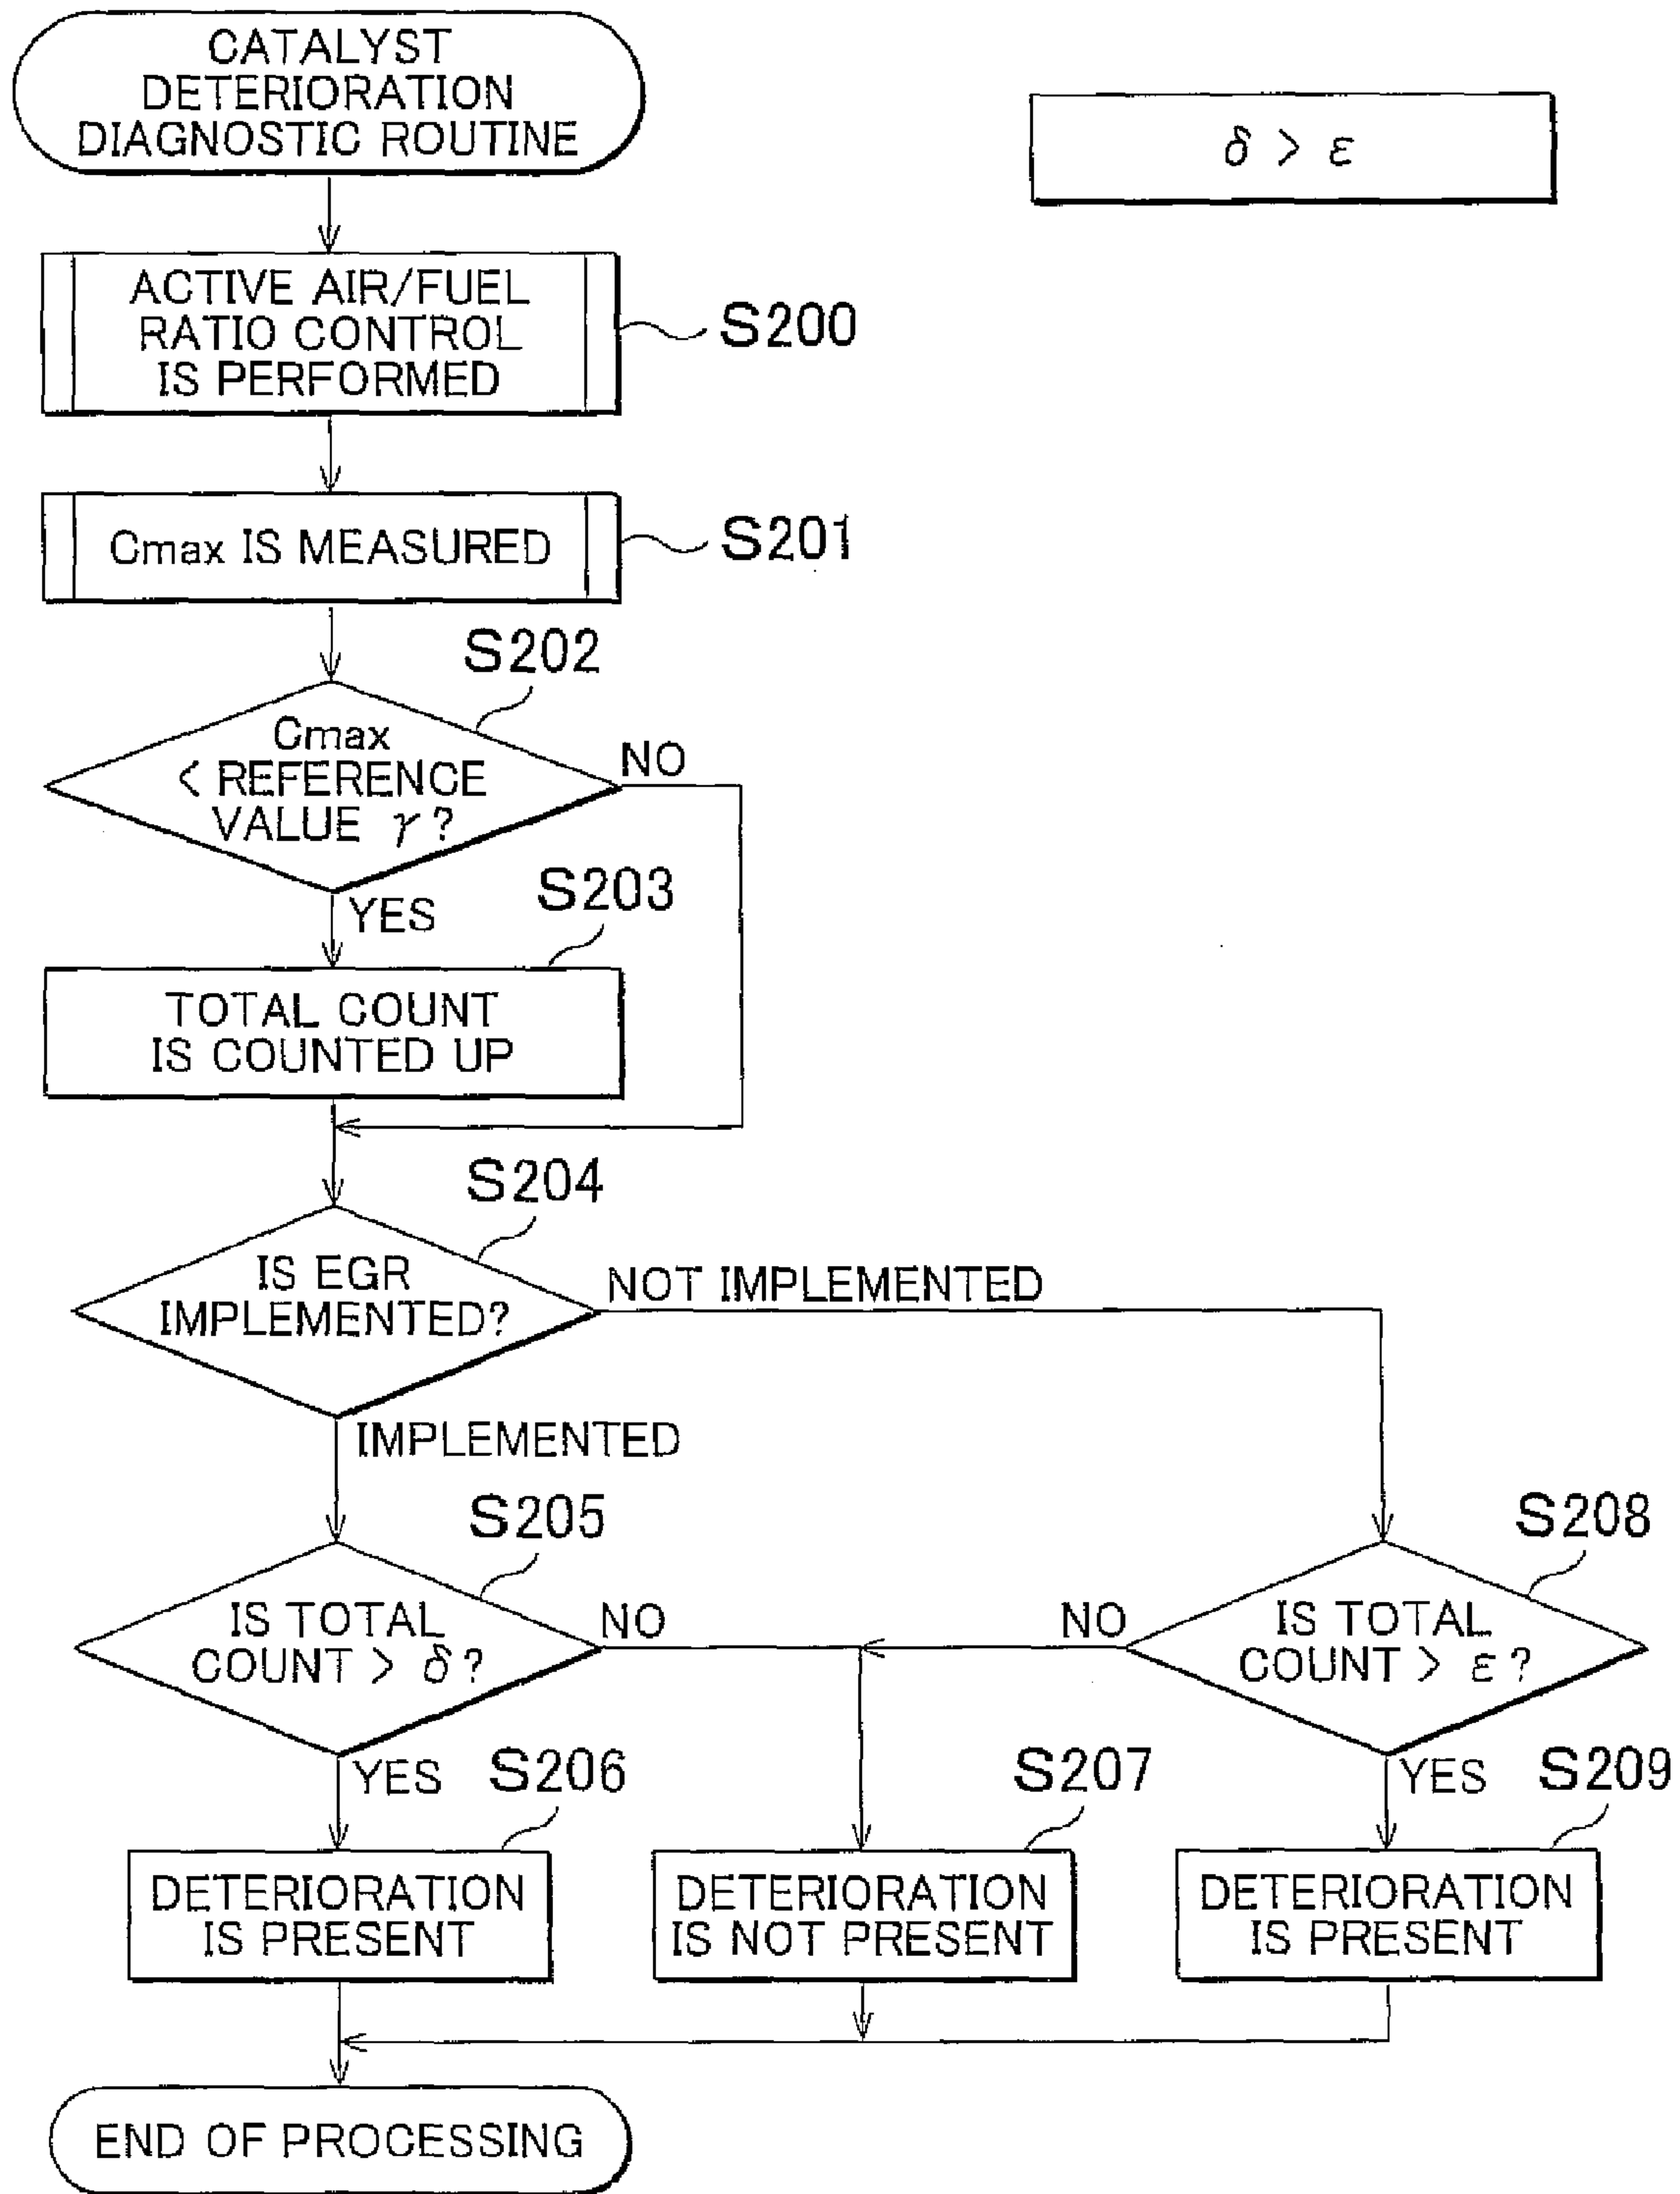 CATALYST
DETERIORATION
DIAGNOSTIC ROUTINE
δ > ε
ACTIVE AIR/FUEL
RATIO CONTROL
IS PERFORMED
S200
Cmax IS MEASURED
S201
S202
Cmax
< REFERENCE
VALUE γ?
NO
YES
S203
TOTAL COUNT
IS COUNTED UP
S204
IS EGR
IMPLEMENTED?
NOT IMPLEMENTED
IMPLEMENTED
S205
IS TOTAL
COUNT > δ?
NO
S208
IS TOTAL
COUNT > ε?
NO
YES
S206
S207
YES
S209
DETERIORATION
IS PRESENT
DETERIORATION
IS NOT PRESENT
DETERIORATION
IS PRESENT
END OF PROCESSING